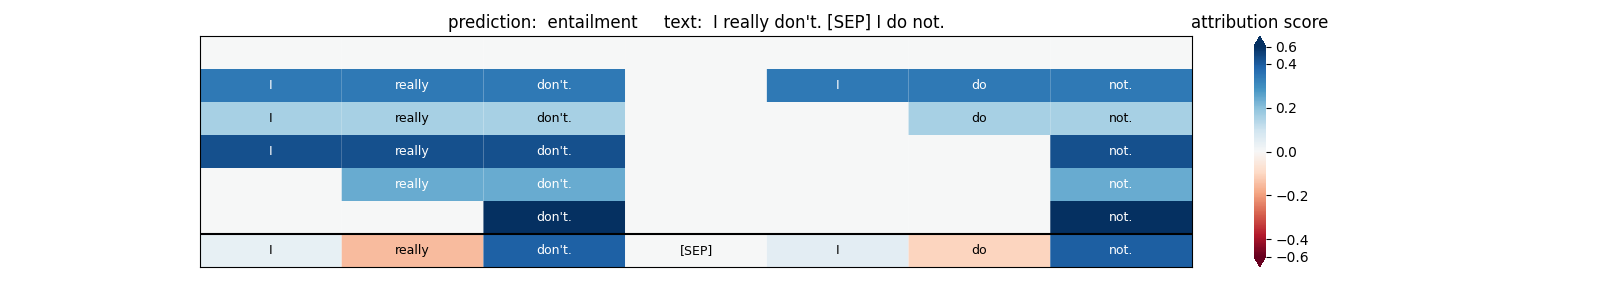 prediction:  entailment     text:  I really don't. [SEP] I do not.
attribution score
I really don't. I do not.
I really don't. do not.
I really don't. not.
really don't. not.
don't. not.
I really don't. [SEP] I do not.
0.6
0.4
0.2
0.0
−0.2
−0.4
−0.6